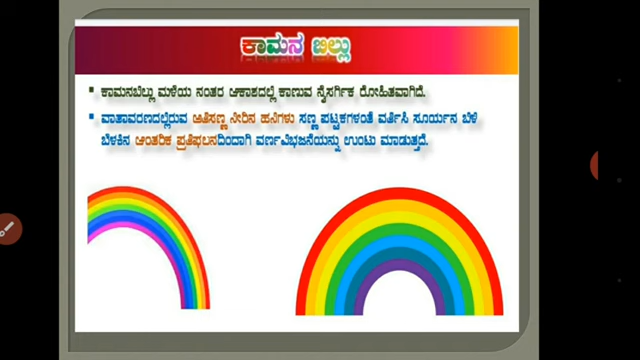 ಕಾಮನ ಬಿಲ್ಲು
ಕಾಮನಬಿಲ್ಲು ಮಳೆಯ ನಂತರ ಆಕಾಶದಲ್ಲಿ ಕಾಣುವ ನೈಸರ್ಗಿಕ ರೋಹಿತವಾಗಿದೆ.
ವಾತಾವರಣದಲ್ಲಿರುವ ಅತಿಸಣ್ಣ ನೀರಿನ ಹನಿಗಳು ಸಣ್ಣ ಪಟ್ಟಕಗಳಂತೆ ವರ್ತಿಸಿ ಸೂರ್ಯನ ಬಿಳಿ
ಬೆಳಕಿನ ಆಂತರಿಕ ಪ್ರತಿಫಲನದಿಂದಾಗಿ ವರ್ಣವಿಭಜನೆಯನ್ನು ಉಂಟು ಮಾಡುತ್ತದೆ.